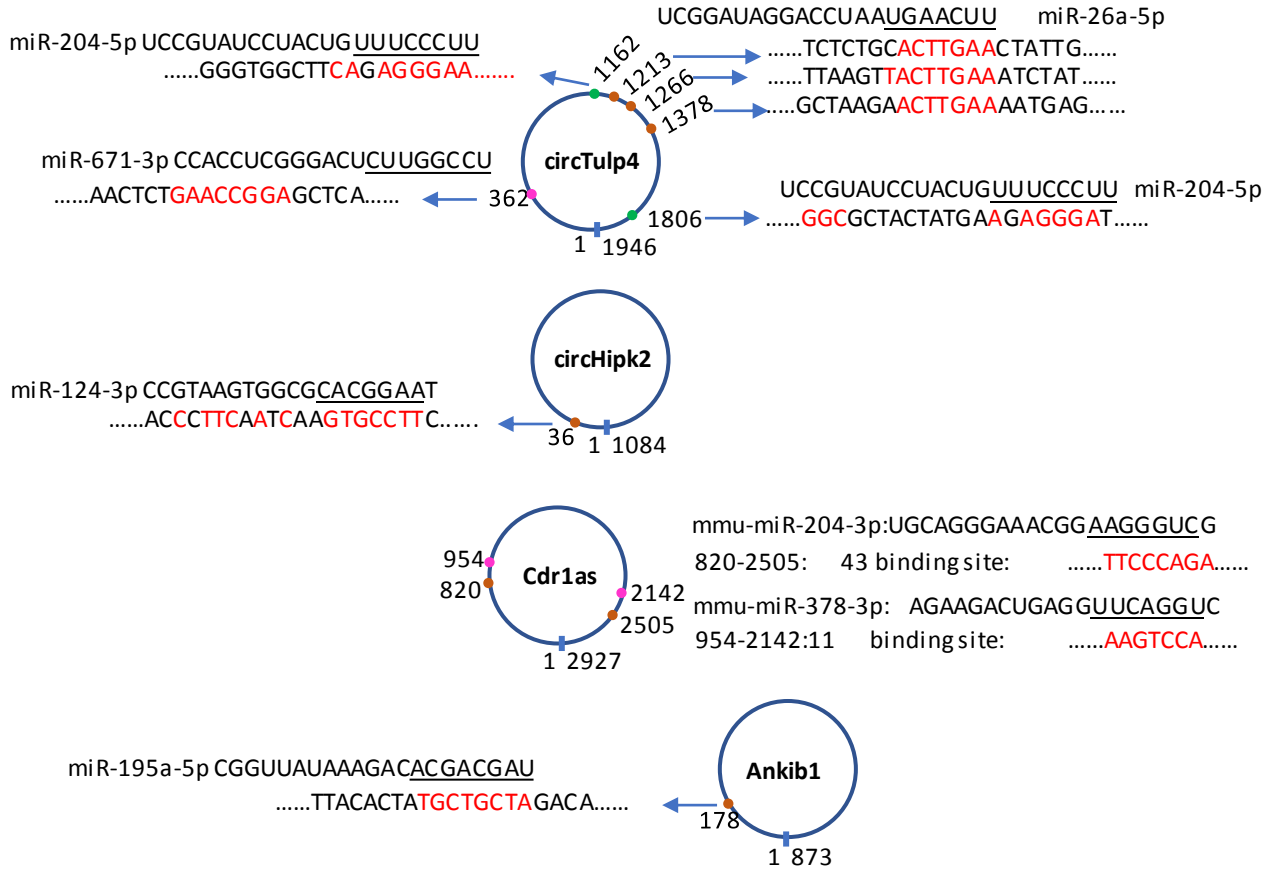 UCGGAUAGGACCUAAUGAACUU miR-26a-5p
miR-204-5p UCCGUAUCCUACUGUUUCCCUU
......GGGTGGCTTCAGAGGGAA.......
1162
1213
1266
1378
......TCTCTGCACTTGAACTATTG......
......TTAAGTTACTTGAAATCTAT......
......GCTAAGAACTTGAAAATGAG......
circTulp4
miR-671-3p CCACCUCGGGACUCUUGGCCU
......AACTCTGAACCGGAGCTCA......
362
UCCGUAUCCUACUGUUUCCCUU miR-204-5p
1806
......GGCGCTACTATGAAGAGGGAT......
1 1946
circHipk2
miR-124-3p CCGTAAGTGGCGCACGGAAT
......ACCCTTCAATCAAGTGCCTTC......
36 1 1084
mmu-miR-204-3p:UGCAGGGAAACGGAAGGGUCG
954
820
Cdr1as
820-2505: 43 binding site: ......TTCCCAGA......
2142
2505
mmu-miR-378-3p: AGAAGACUGAGGUUCAGGUC
954-2142:11 binding site: ......AAGTCCA......
1 2927
miR-195a-5p CGGUUAUAAAGACACGACGAU
......TTACACTATGCTGCTAGACA......
Ankib1
178
1 873